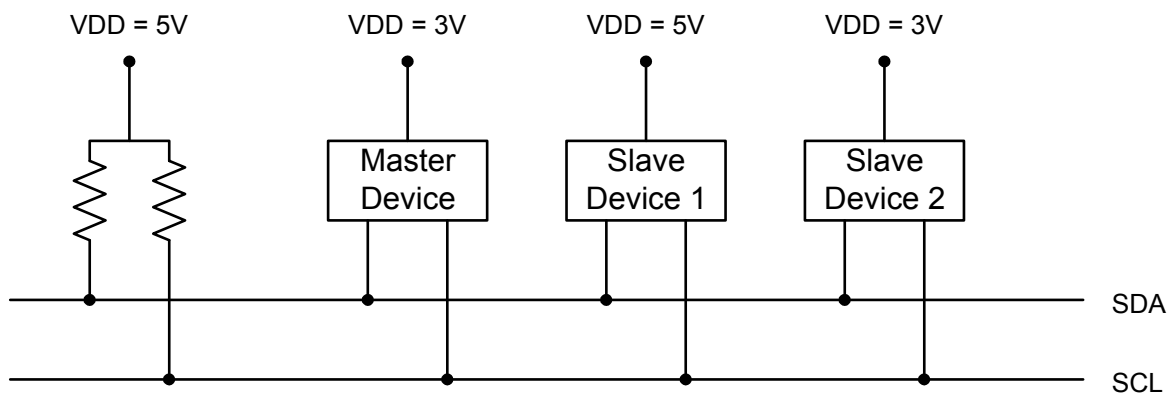 VDD = 5V
VDD = 3V
VDD = 5V
VDD = 3V
Master
Device
Slave
Device 1
Slave
Device 2
SDA
SCL